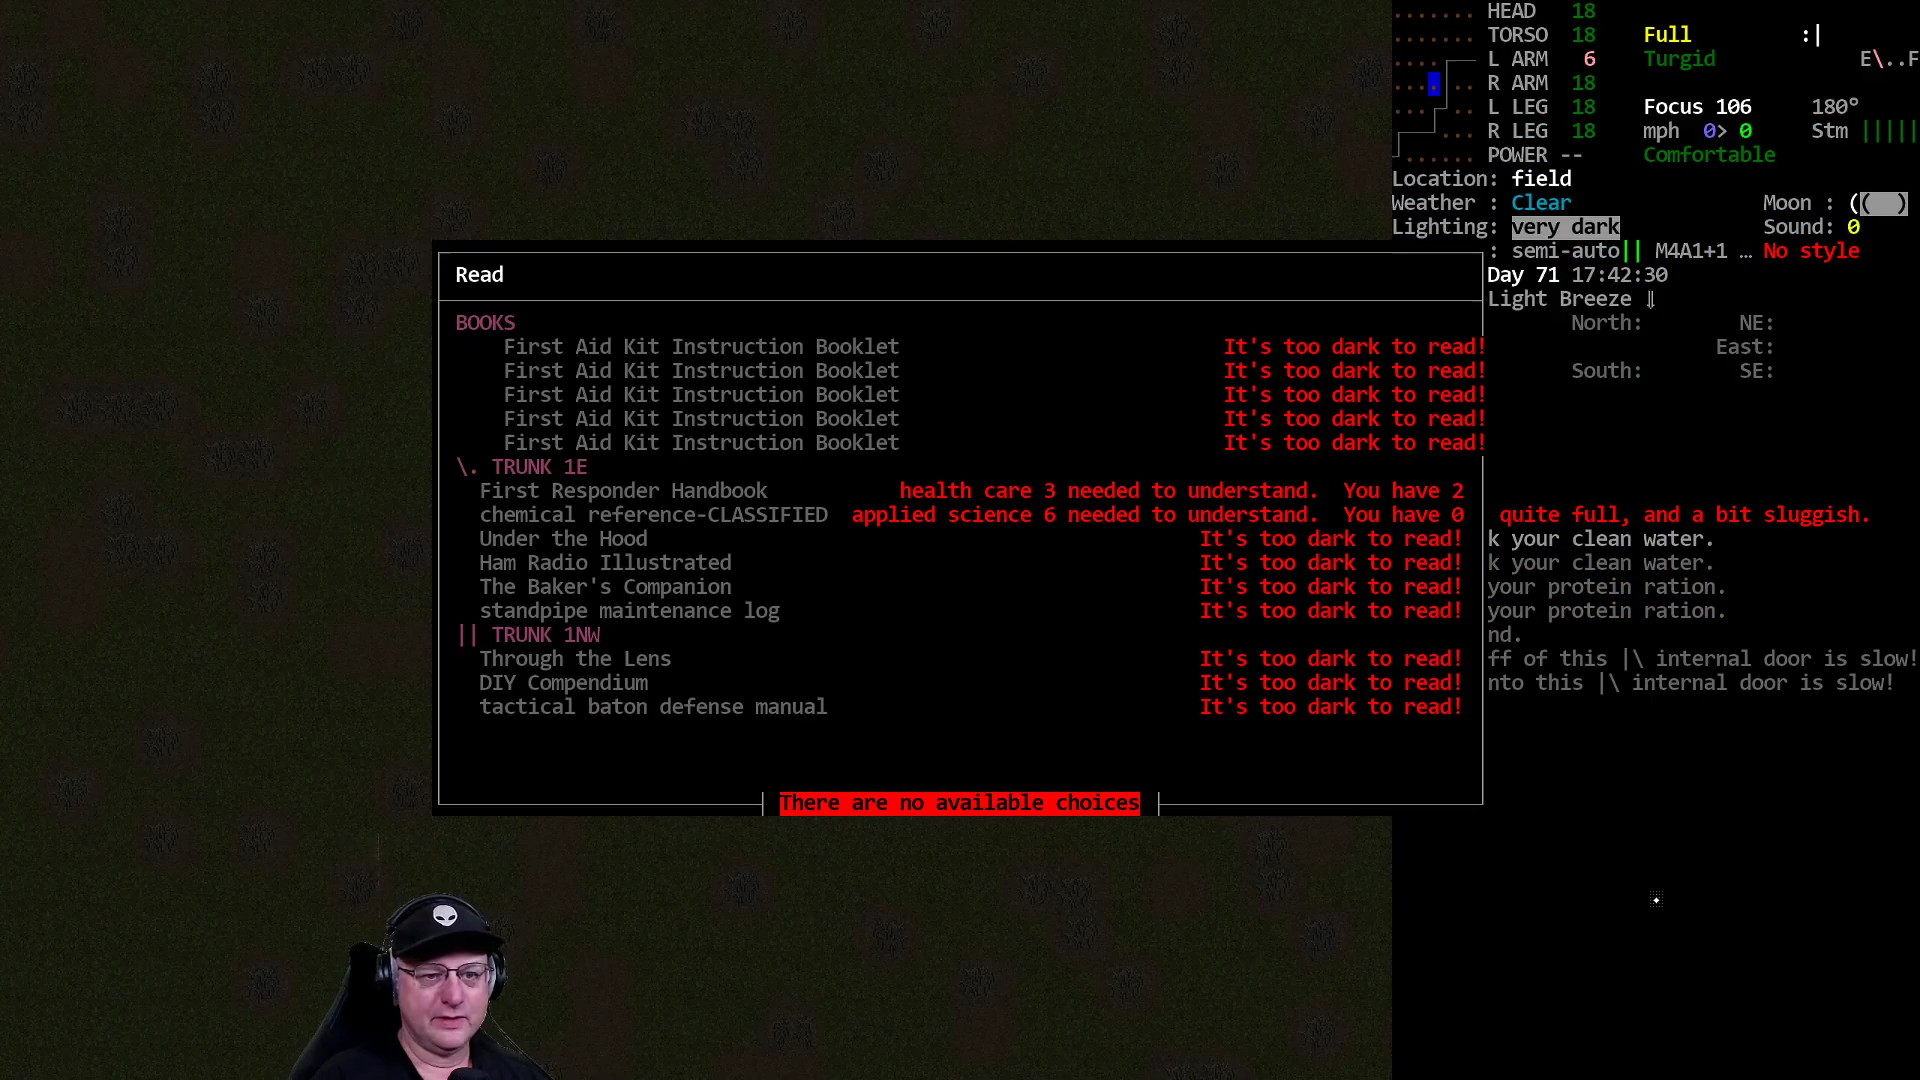 HEAD 18
TORSO 18 Full :|
L ARM 6 Turgid E\..F
R ARM 18
L LEG 18 Focus 106 180°
R LEG 18 mph 0> 0 Stm |||||
POWER -- Comfortable
Location: field
Weather : Clear Moon : (( )
Lighting: very dark Sound: 0
: semi-auto|| M4A1+1 … No style
Read Day 71 17:42:30
Light Breeze ⇓
BOOKS North: NE:
First Aid Kit Instruction Booklet It's too dark to read! East:
First Aid Kit Instruction Booklet It's too dark to read! South: SE:
First Aid Kit Instruction Booklet It's too dark to read!
First Aid Kit Instruction Booklet It's too dark to read!
First Aid Kit Instruction Booklet It's too dark to read!
\. TRUNK 1E
First Responder Handbook health care 3 needed to understand. You have 2
chemical reference-CLASSIFIED applied science 6 needed to understand. You have 0 quite full, and a bit sluggish.
Under the Hood It's too dark to read! k your clean water.
Ham Radio Illustrated It's too dark to read! k your clean water.
The Baker's Companion It's too dark to read! your protein ration.
standpipe maintenance log It's too dark to read! your protein ration.
|| TRUNK 1NW nd.
Through the Lens It's too dark to read! ff of this |\ internal door is slow!
DIY Compendium It's too dark to read! nto this |\ internal door is slow!
tactical baton defense manual It's too dark to read!
There are no available choices